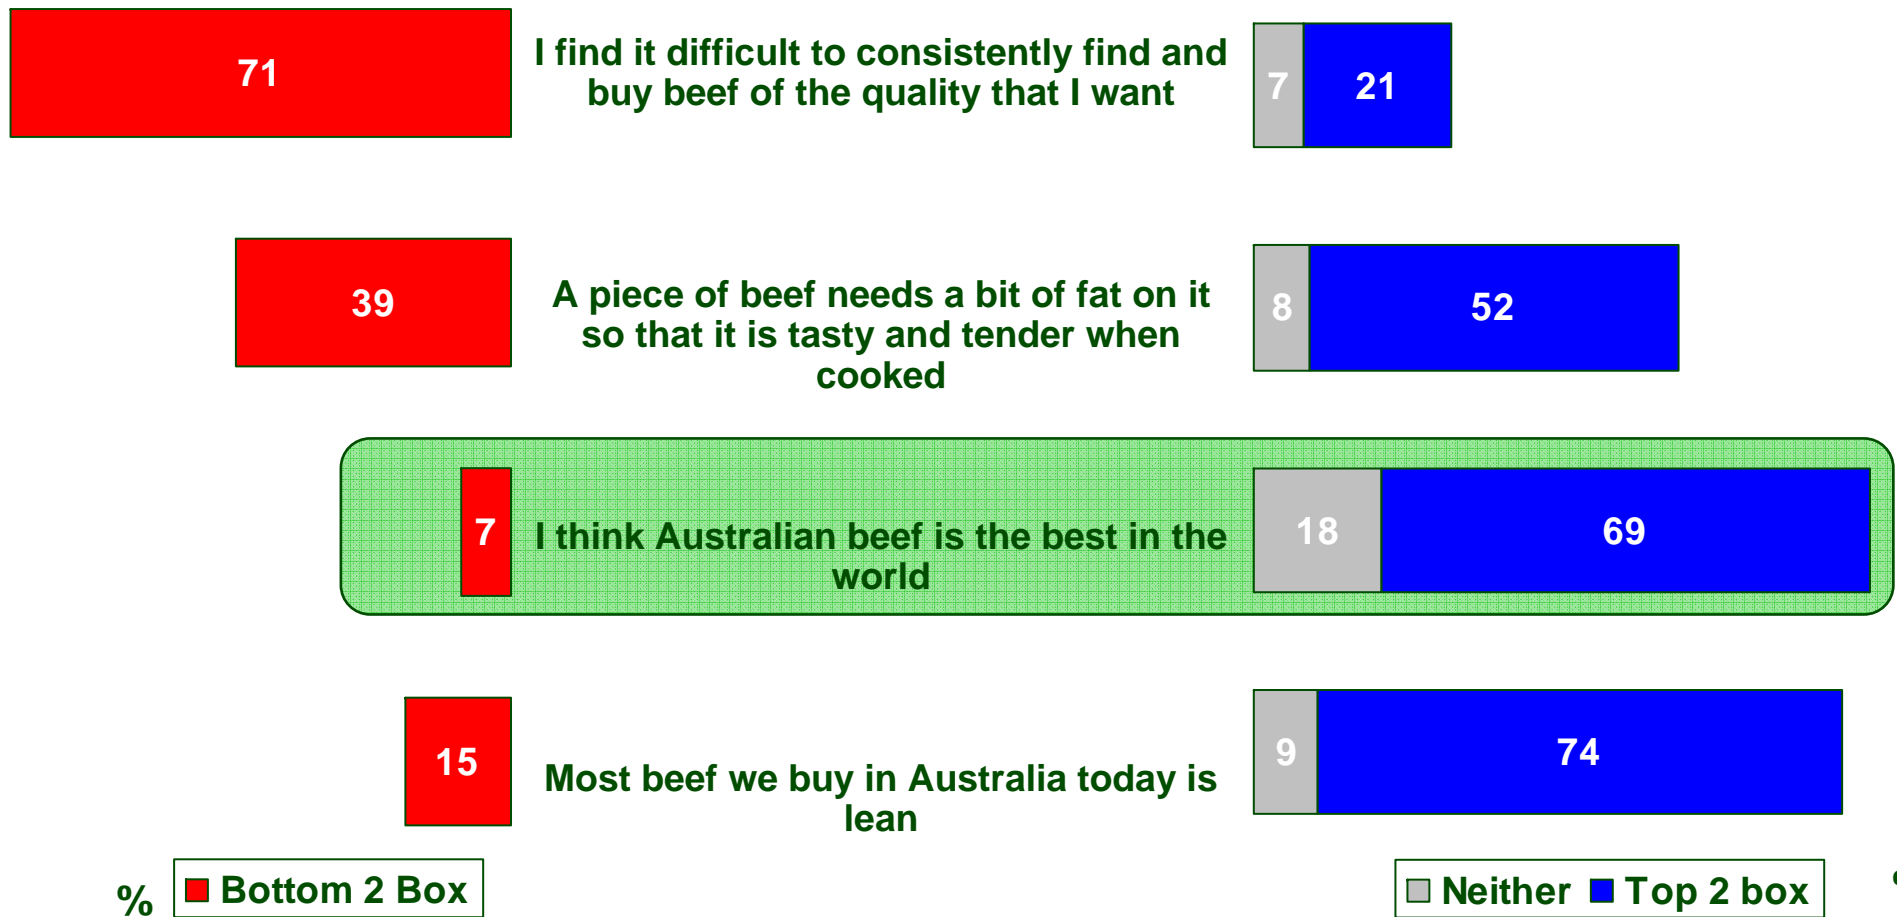 71
I find it difficult to consistently find and
buy beef of the quality that I want
7 21
39
A piece of beef needs a bit of fat on it
so that it is tasty and tender when
cooked
8 52
7
I think Australian beef is the best in the
world
18 69
15
Most beef we buy in Australia today is
lean
9 74
% Bottom 2 Box
Neither Top 2 box